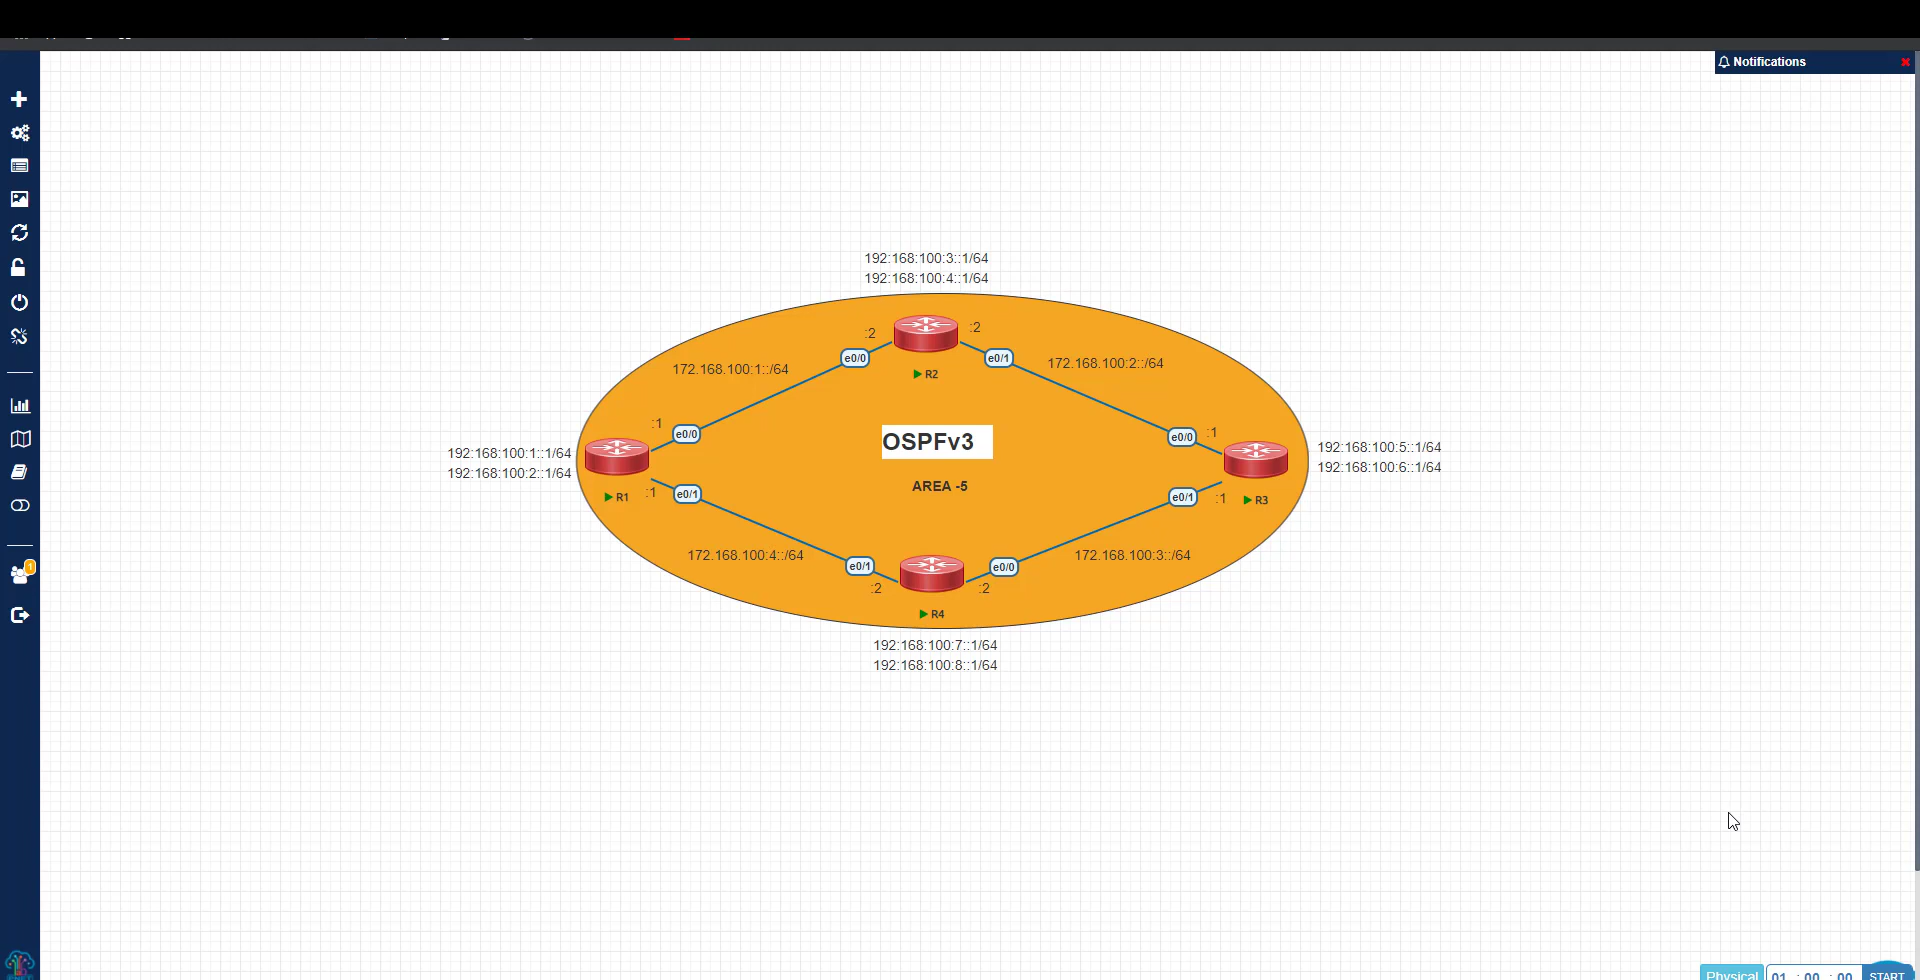 Notifications
192:168:100:3::1/64
192:168:100:4::1/64
:2
:2
e0/0
e0/1
172.168.100:1::/64
172.168.100:2::/64
R2
:1
e0/0
OSPFv3
e0/0
:1
192:168:100:1::1/64
192:168:100:2::1/64
192:168:100:5::1/64
192:168:100:6::1/64
AREA -5
R1
:1
e0/1
e0/1
:1
R3
172.168.100:4::/64
172.168.100:3::/64
e0/1
e0/0
:2
:2
R4
192:168:100:7::1/64
192:168:100:8::1/64
1
Physical
01 : 00 : 00
START